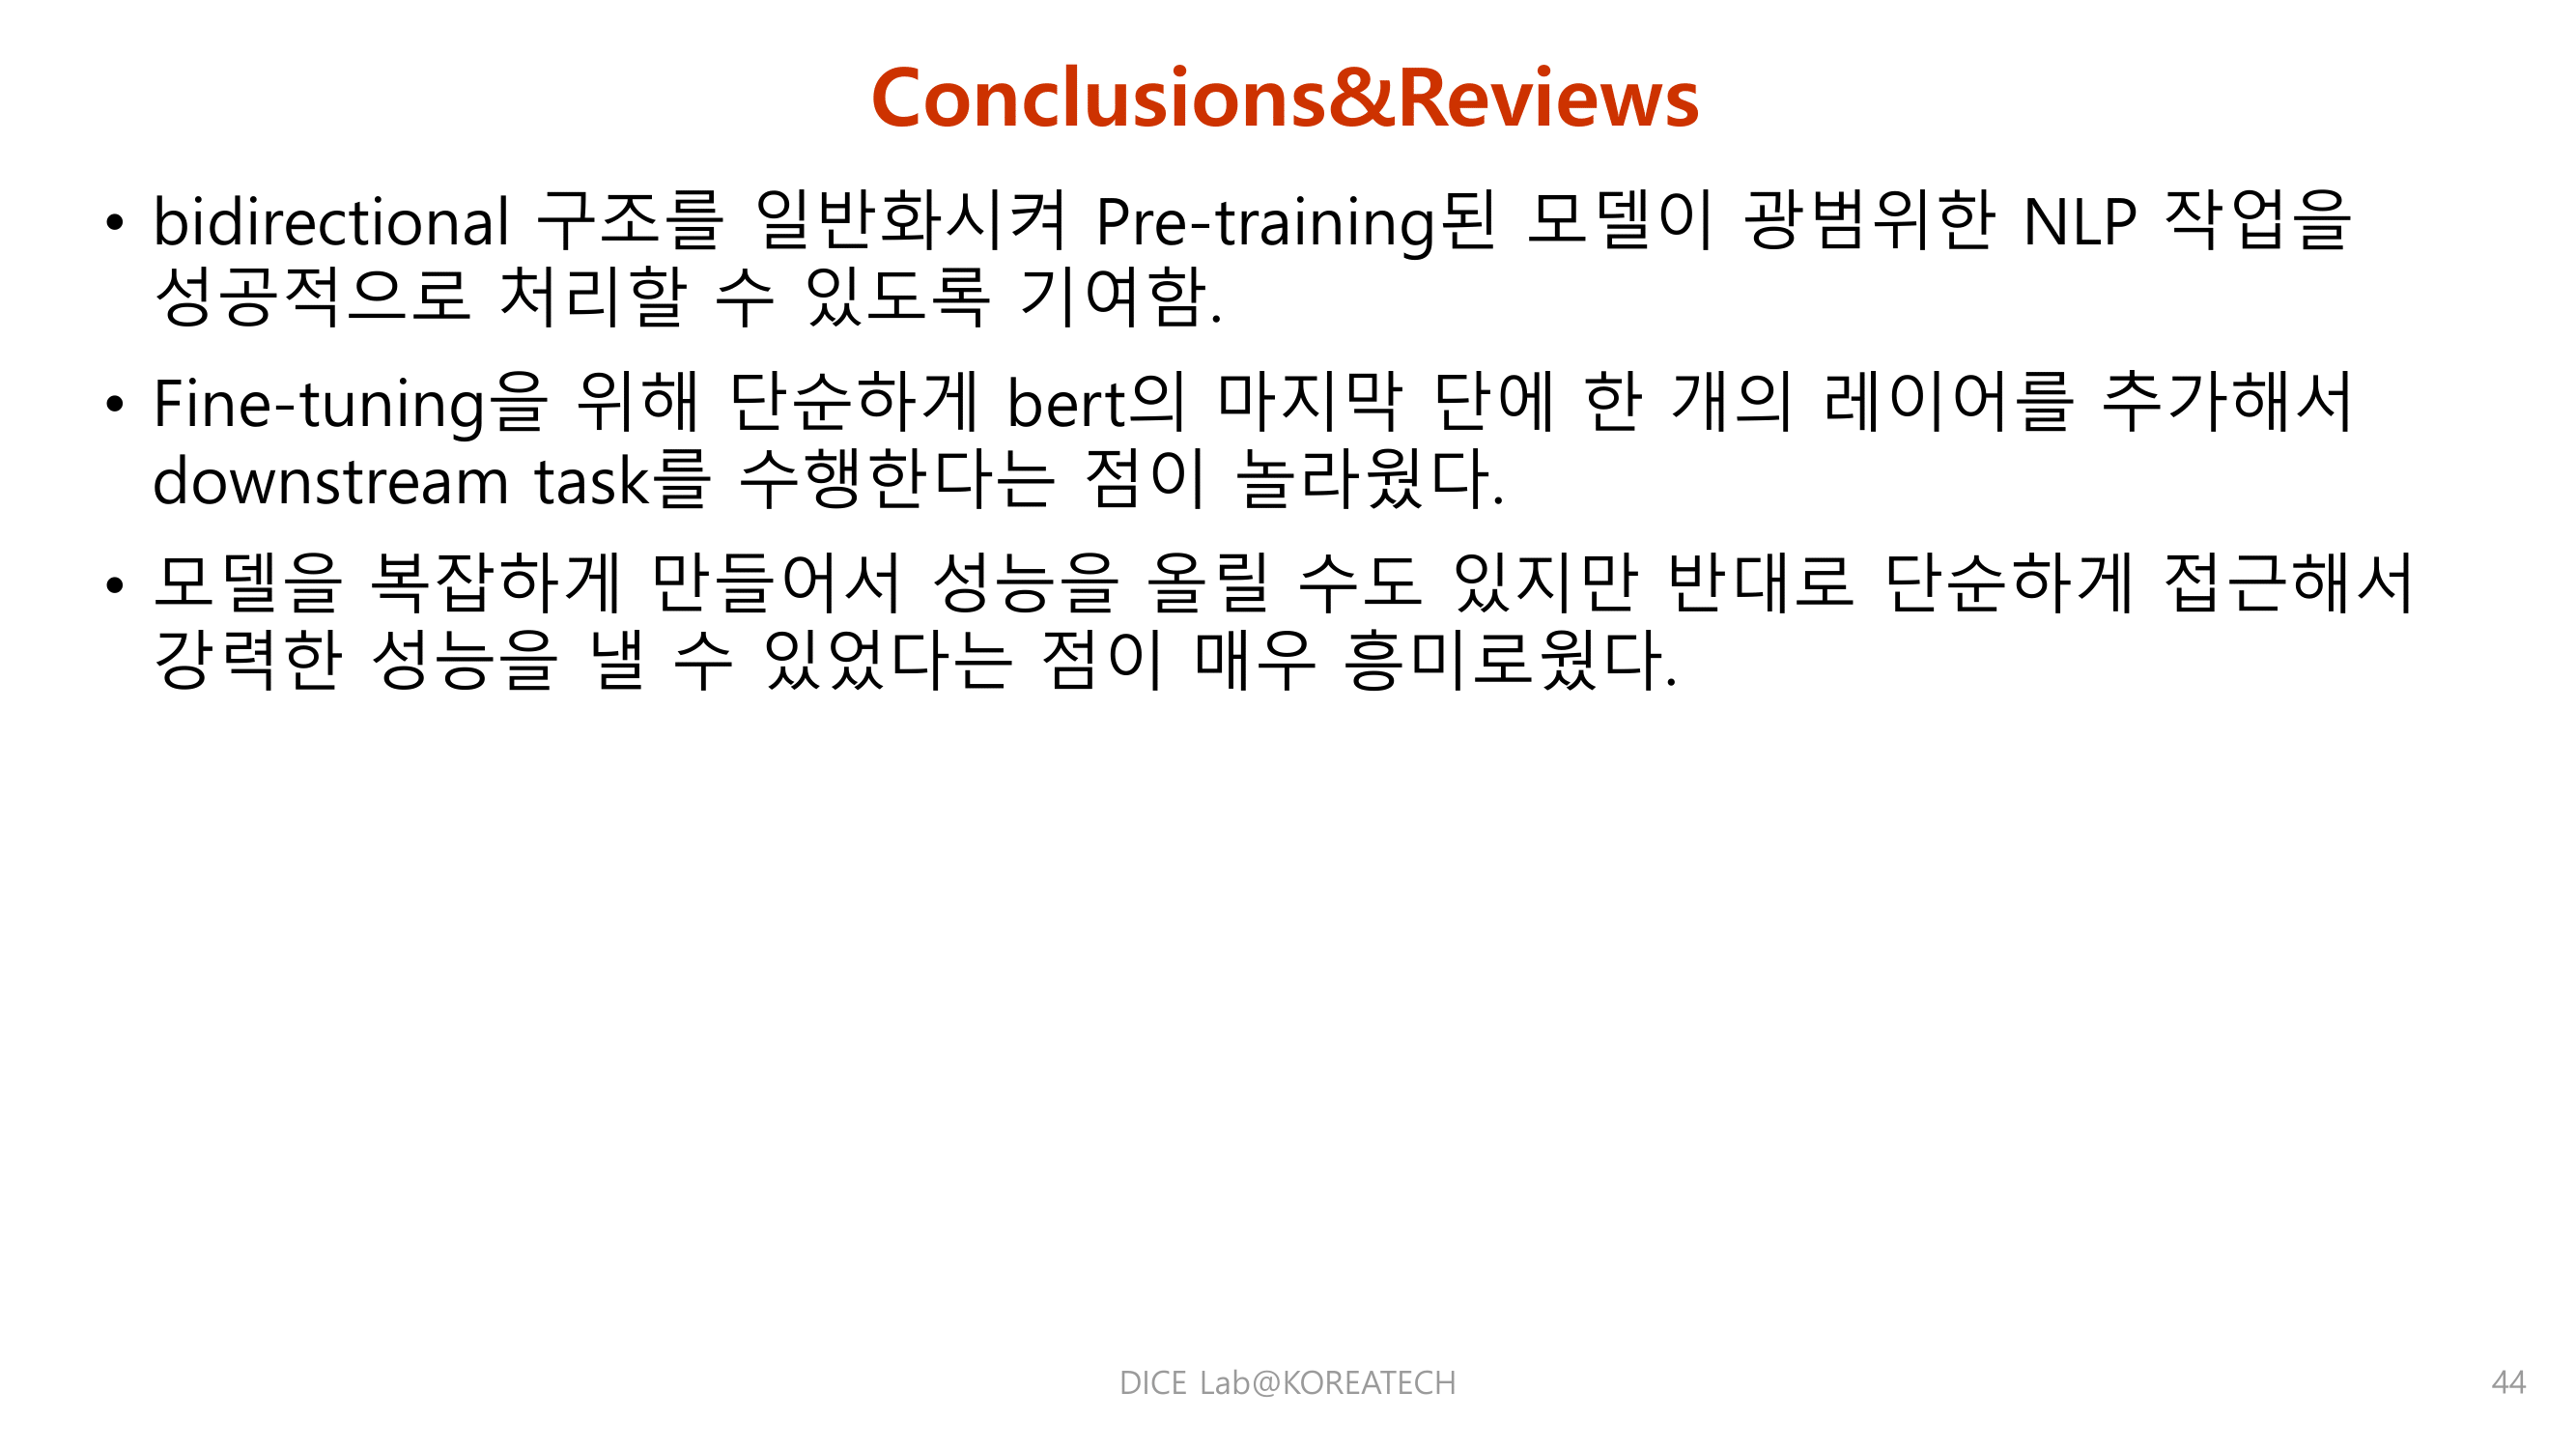 Conclusions&Reviews
• bidirectional 구조를 일반화시켜 Pre-training된 모델이 광범위한 NLP 작업을
성공적으로 처리할 수 있도록 기여함.
• Fine-tuning을 위해 단순하게 bert의 마지막 단에 한 개의 레이어를 추가해서
downstream task를 수행한다는 점이 놀라웠다.
• 모델을 복잡하게 만들어서 성능을 올릴 수도 있지만 반대로 단순하게 접근해서
강력한 성능을 낼 수 있었다는 점이 매우 흥미로웠다.
DICE Lab@KOREATECH
44